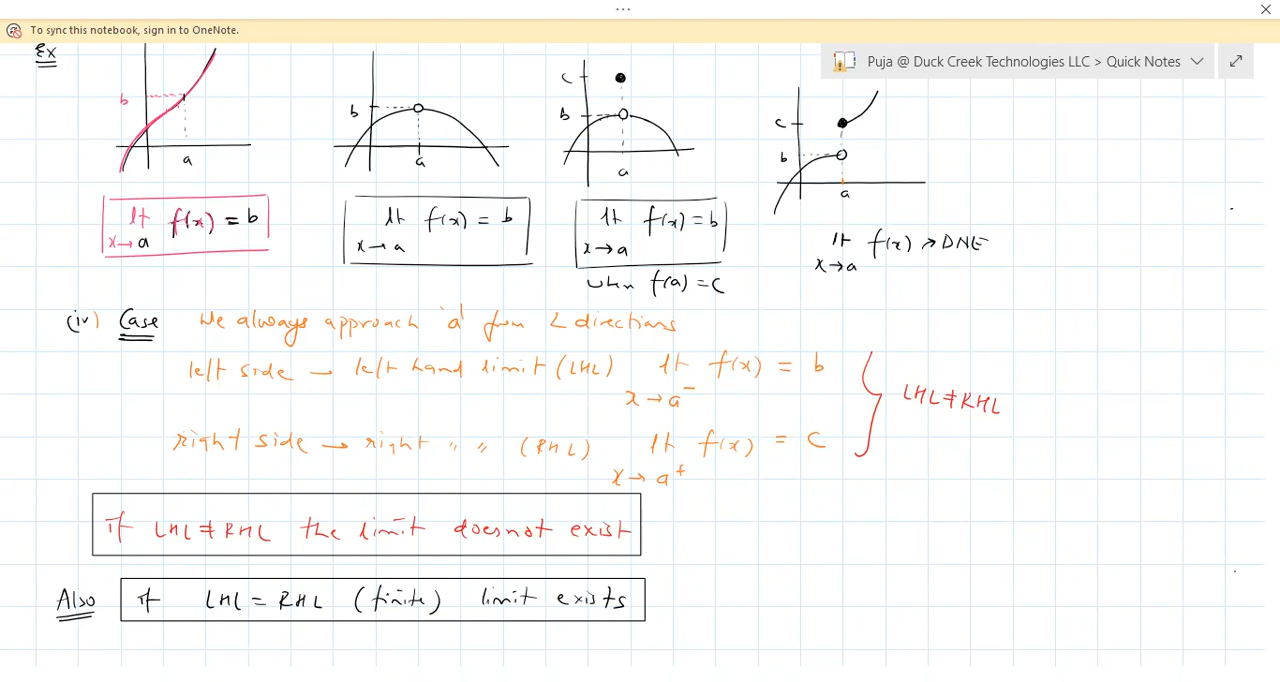 To sync this notebook, sign in to OneNote.
Ex
Puja @ Duck Creek Technologies LLC > Quick Notes
b
a
b
a
c
b
a
c
b
a
lt f(x) = b
x→a
lt f(x) = b
x→a
lt f(x) = b
x→a
when f(a) = c
lt f(x) → DNE
x→a
(iv) Case We always approach 'a' from 2 directions
left side → left hand limit (LHL) lt f(x) = b
x→a⁻
LHL ≠ RHL
right side → right " " (RHL) lt f(x) = c
x→a⁺
if LHL ≠ RHL the limit doesnot exist
Also if LHL = RHL (finite) limit exists